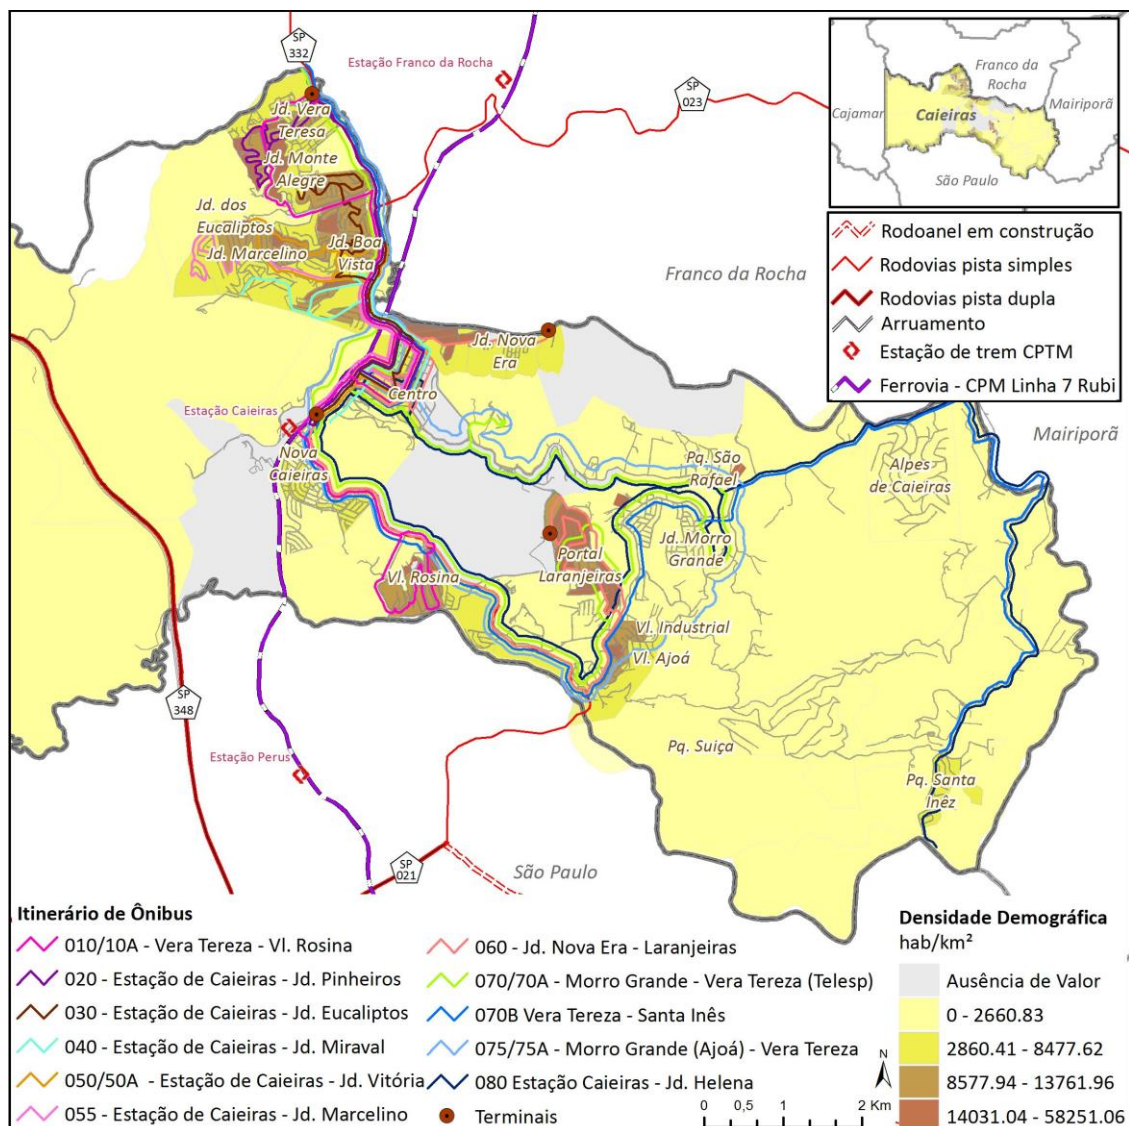 SP
332
Estação Franco da Rocha
SP
023
Jd. Vera
Teresa
Jd. Monte
Alegre
Jd. dos
Eucaliptos
Jd. Marcelino
Jd. Boa
Vista
Franco da Rocha
Jd. Nova
Era
Centro
Estação Caieiras
Nova
Caieiras
Pq. São
Rafael
Alpes
de Caieiras
Mairiporã
Jd. Morro
Grande
Portal
Laranjeiras
Vl. Rosina
Vl. Industrial
Vl. Ajoá
SP
348
Estação Perus
Pq. Suiça
Pq. Santa
Inêz
SP
021
São Paulo
Franco da
Rocha
Cajamar
Caieiras
Mairiporã
São Paulo
Rodoanel em construção
Rodovias pista simples
Rodovias pista dupla
Arruamento
Estação de trem CPTM
Ferrovia - CPM Linha 7 Rubi
Itinerário de Ônibus
010/10A - Vera Tereza - Vl. Rosina
020 - Estação de Caieiras - Jd. Pinheiros
030 - Estação de Caieiras - Jd. Eucaliptos
040 - Estação de Caieiras - Jd. Miraval
050/50A - Estação de Caieiras - Jd. Vitória
055 - Estação de Caieiras - Jd. Marcelino
060 - Jd. Nova Era - Laranjeiras
070/70A - Morro Grande - Vera Tereza (Telesp)
070B Vera Tereza - Santa Inês
075/75A - Morro Grande (Ajoá) - Vera Tereza
080 Estação Caieiras - Jd. Helena
Terminais
N
0 0,5 1 2 Km
Densidade Demográfica
hab/km²
Ausência de Valor
0 - 2660.83
2860.41 - 8477.62
8577.94 - 13761.96
14031.04 - 58251.06